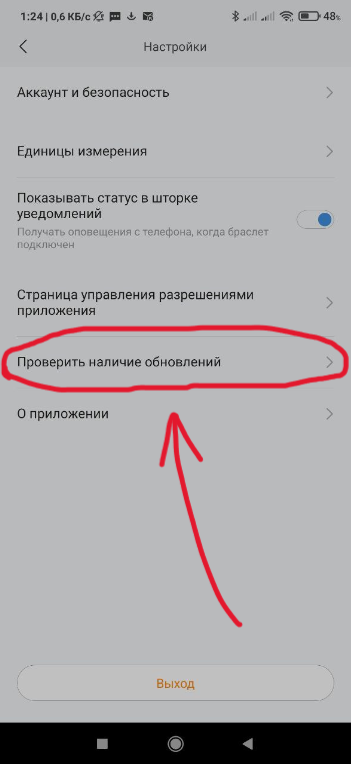 1:24 | 0,6 КБ/с
48%
Настройки
Аккаунт и безопасность
Единицы измерения
Показывать статус в шторке
уведомлений
Получать оповещения с телефона, когда браслет
подключен
Страница управления разрешениями
приложения
Проверить наличие обновлений
О приложении
Выход